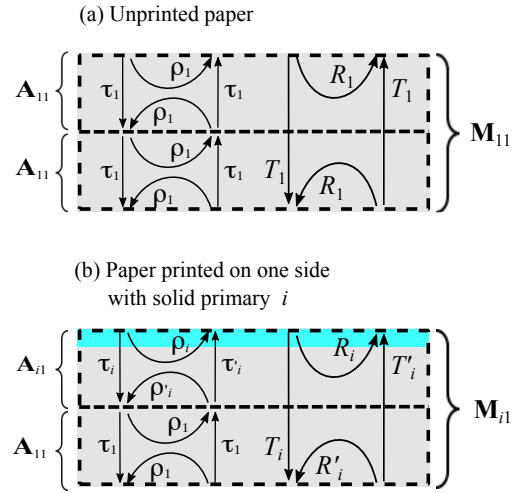 (a) Unprinted paper
A₁₁ τ₁ ρ₁ ρ₁ τ₁ R₁ T₁
A₁₁ τ₁ ρ₁ ρ₁ τ₁ T₁ R₁ M₁₁
(b) Paper printed on one side
with solid primary i
Aᵢ₁ τᵢ ρᵢ ρ'ᵢ τ'ᵢ Rᵢ T'ᵢ
A₁₁ τ₁ ρ₁ ρ₁ τ₁ Tᵢ R'ᵢ Mᵢ₁